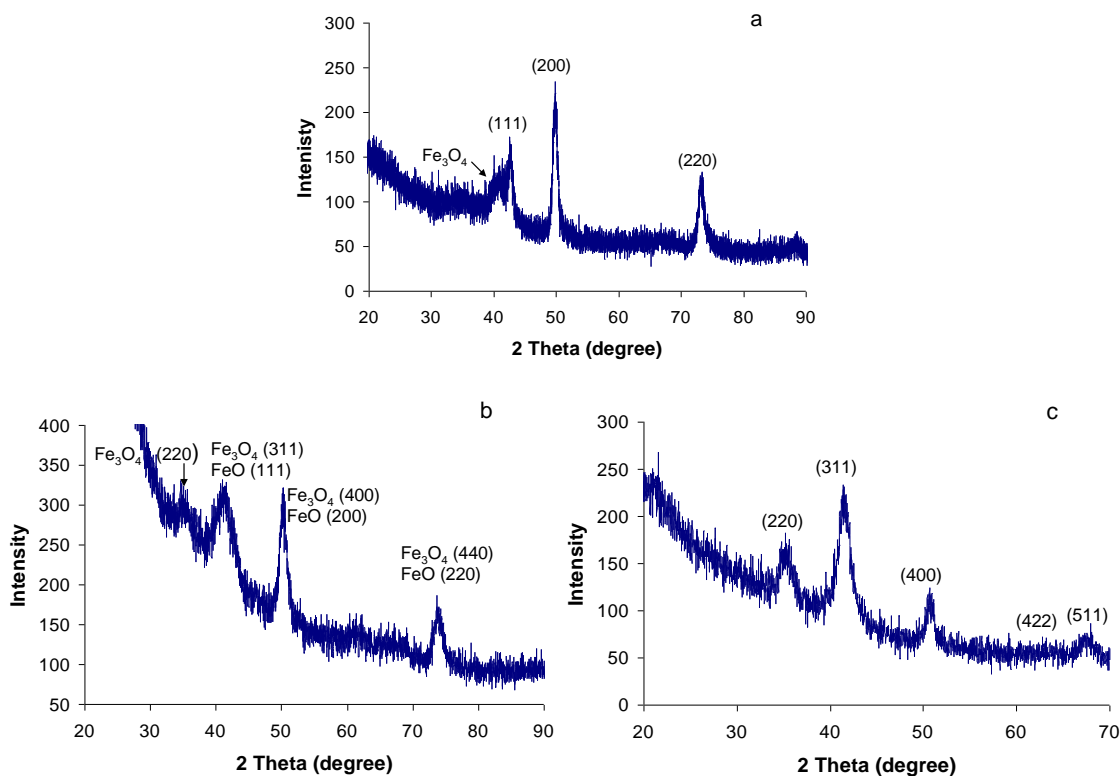 a
300
250
200
150
100
50
0
Intenisty
(200)
(111)
Fe₃O₄
(220)
20 30 40 50 60 70 80 90
2 Theta (degree)
b
400
350
300
250
200
150
100
50
Intensity
Fe₃O₄ (220)
Fe₃O₄ (311)
FeO (111)
Fe₃O₄ (400)
FeO (200)
Fe₃O₄ (440)
FeO (220)
20 30 40 50 60 70 80 90
2 Theta (degree)
c
300
250
200
150
100
50
0
Intensity
(311)
(220)
(400)
(422)
(511)
20 30 40 50 60 70
2 Theta (degree)